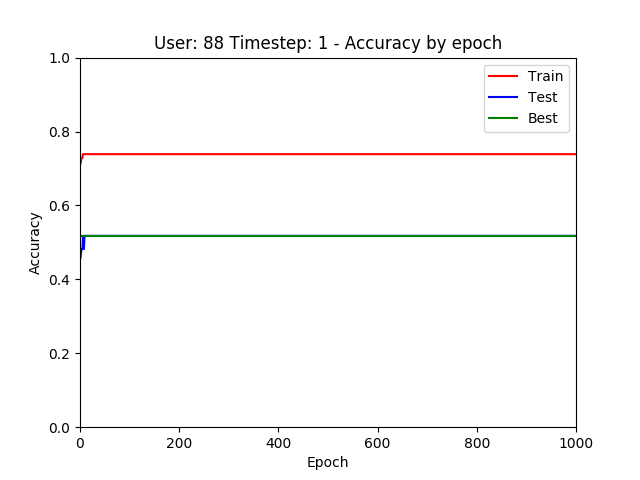 User: 88 Timestep: 1 - Accuracy by epoch
1.0
0.8
0.6
0.4
0.2
0.0
Accuracy
Train
Test
Best
0 200 400 600 800 1000
Epoch